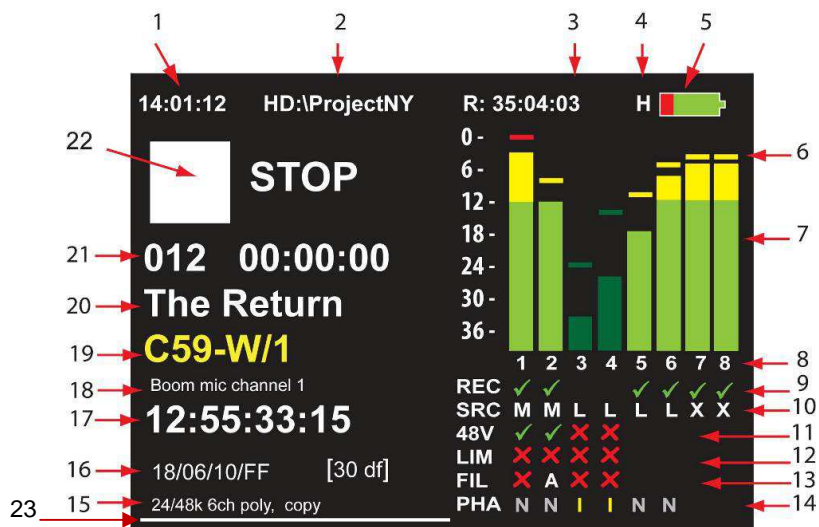 1 2 3 4 5
14:01:12 HD:\ProjectNY R: 35:04:03 H
22 STOP
0 -
6 - 6
12 -
18 - 7
24 -
30 -
36 -
21 012 00:00:00
20 The Return
19 C59-W/1
1 2 3 4 5 6 7 8 8
18 Boom mic channel 1
REC ✓ ✓ ✓ ✓ ✓ ✓ 9
17 12:55:33:15
SRC M M L L L L X X 10
48V ✓ ✓ ✕ ✕ 11
LIM ✕ ✕ ✕ ✕ 12
16 18/06/10/FF [30 df]
FIL ✕ A ✕ ✕ 13
15 24/48k 6ch poly, copy
PHA N N I I N N 14
23